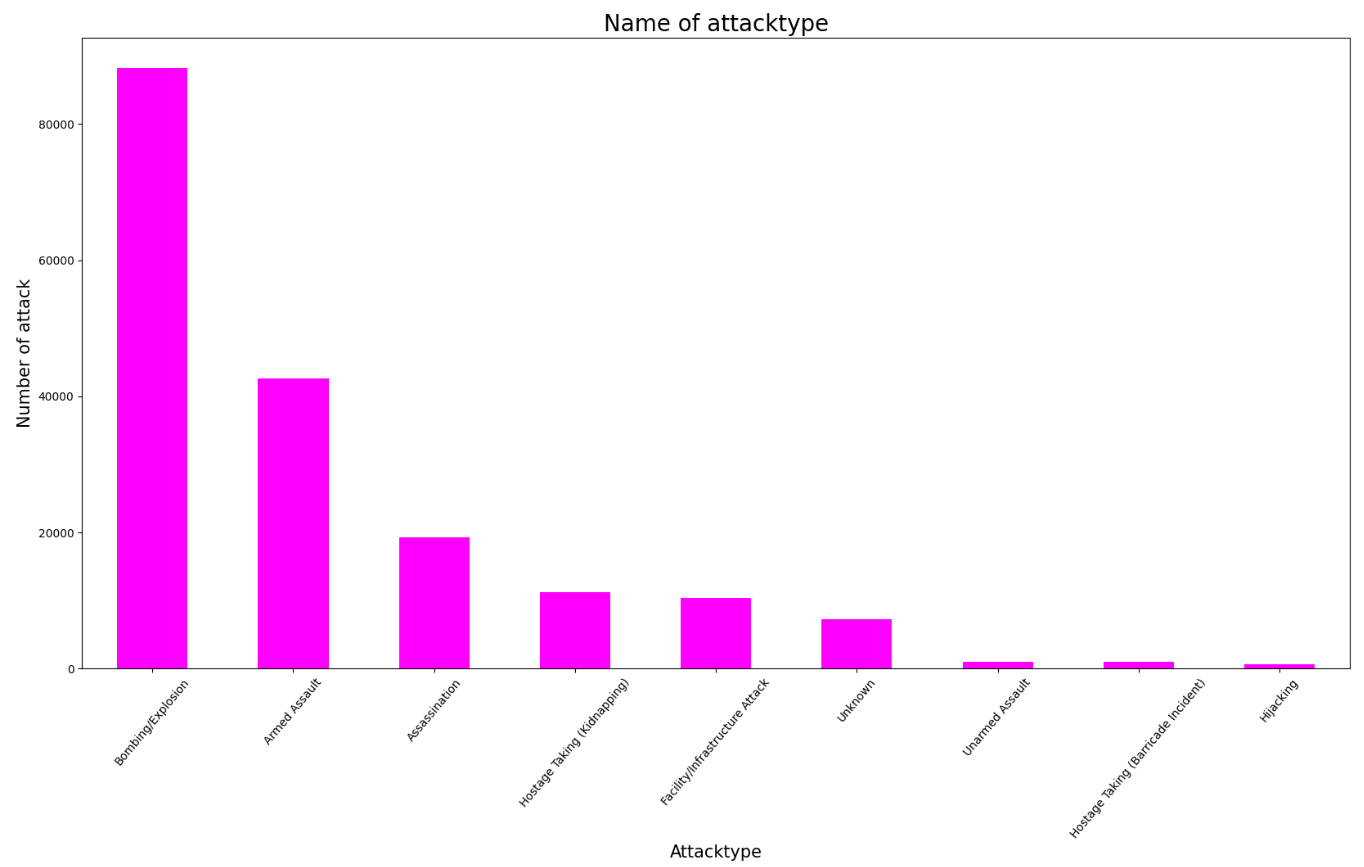 Name of attacktype
Number of attack
80000
60000
40000
20000
0
Bombing/Explosion
Armed Assault
Assassination
Hostage Taking (Kidnapping)
Facility/Infrastructure Attack
Unknown
Unarmed Assault
Hostage Taking (Barricade Incident)
Hijacking
Attacktype